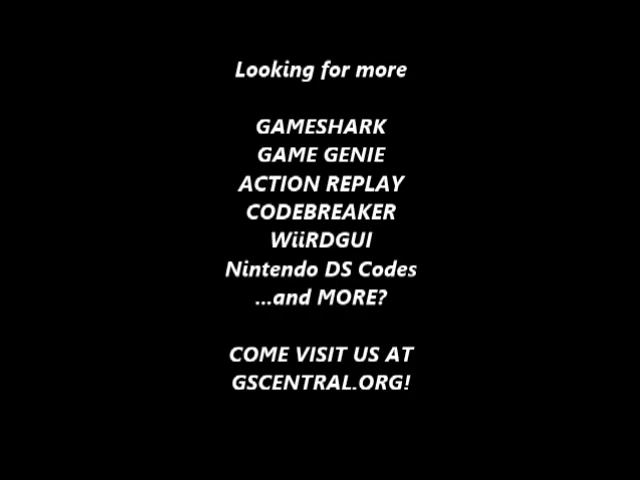 Looking for more
GAMESHARK
GAME GENIE
ACTION REPLAY
CODEBREAKER
WiiRDGUI
Nintendo DS Codes
...and MORE?
COME VISIT US AT
GSCENTRAL.ORG!